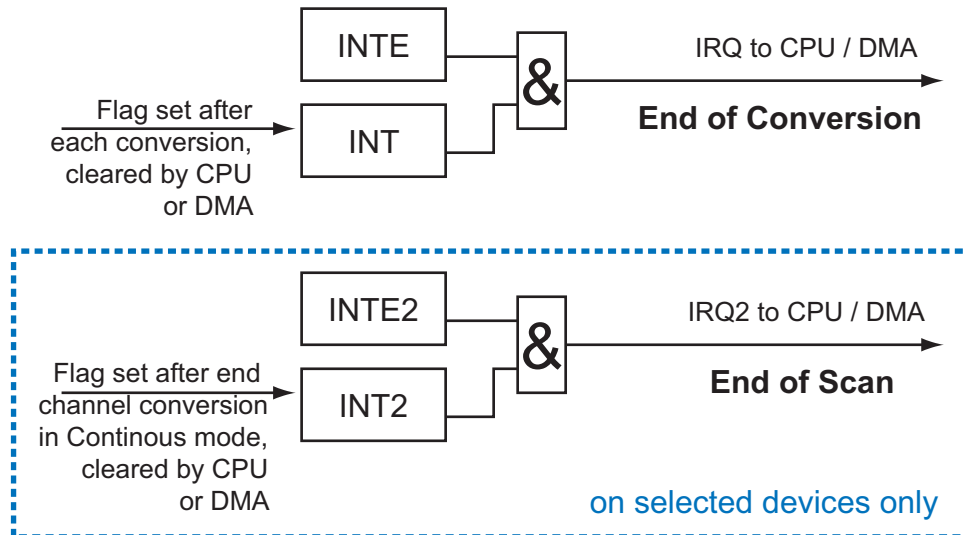 INTE
IRQ to CPU / DMA
&
Flag set after
each conversion,
cleared by CPU
or DMA
INT
End of Conversion
INTE2
IRQ2 to CPU / DMA
&
Flag set after end
channel conversion
in Continous mode,
cleared by CPU
or DMA
INT2
End of Scan
on selected devices only